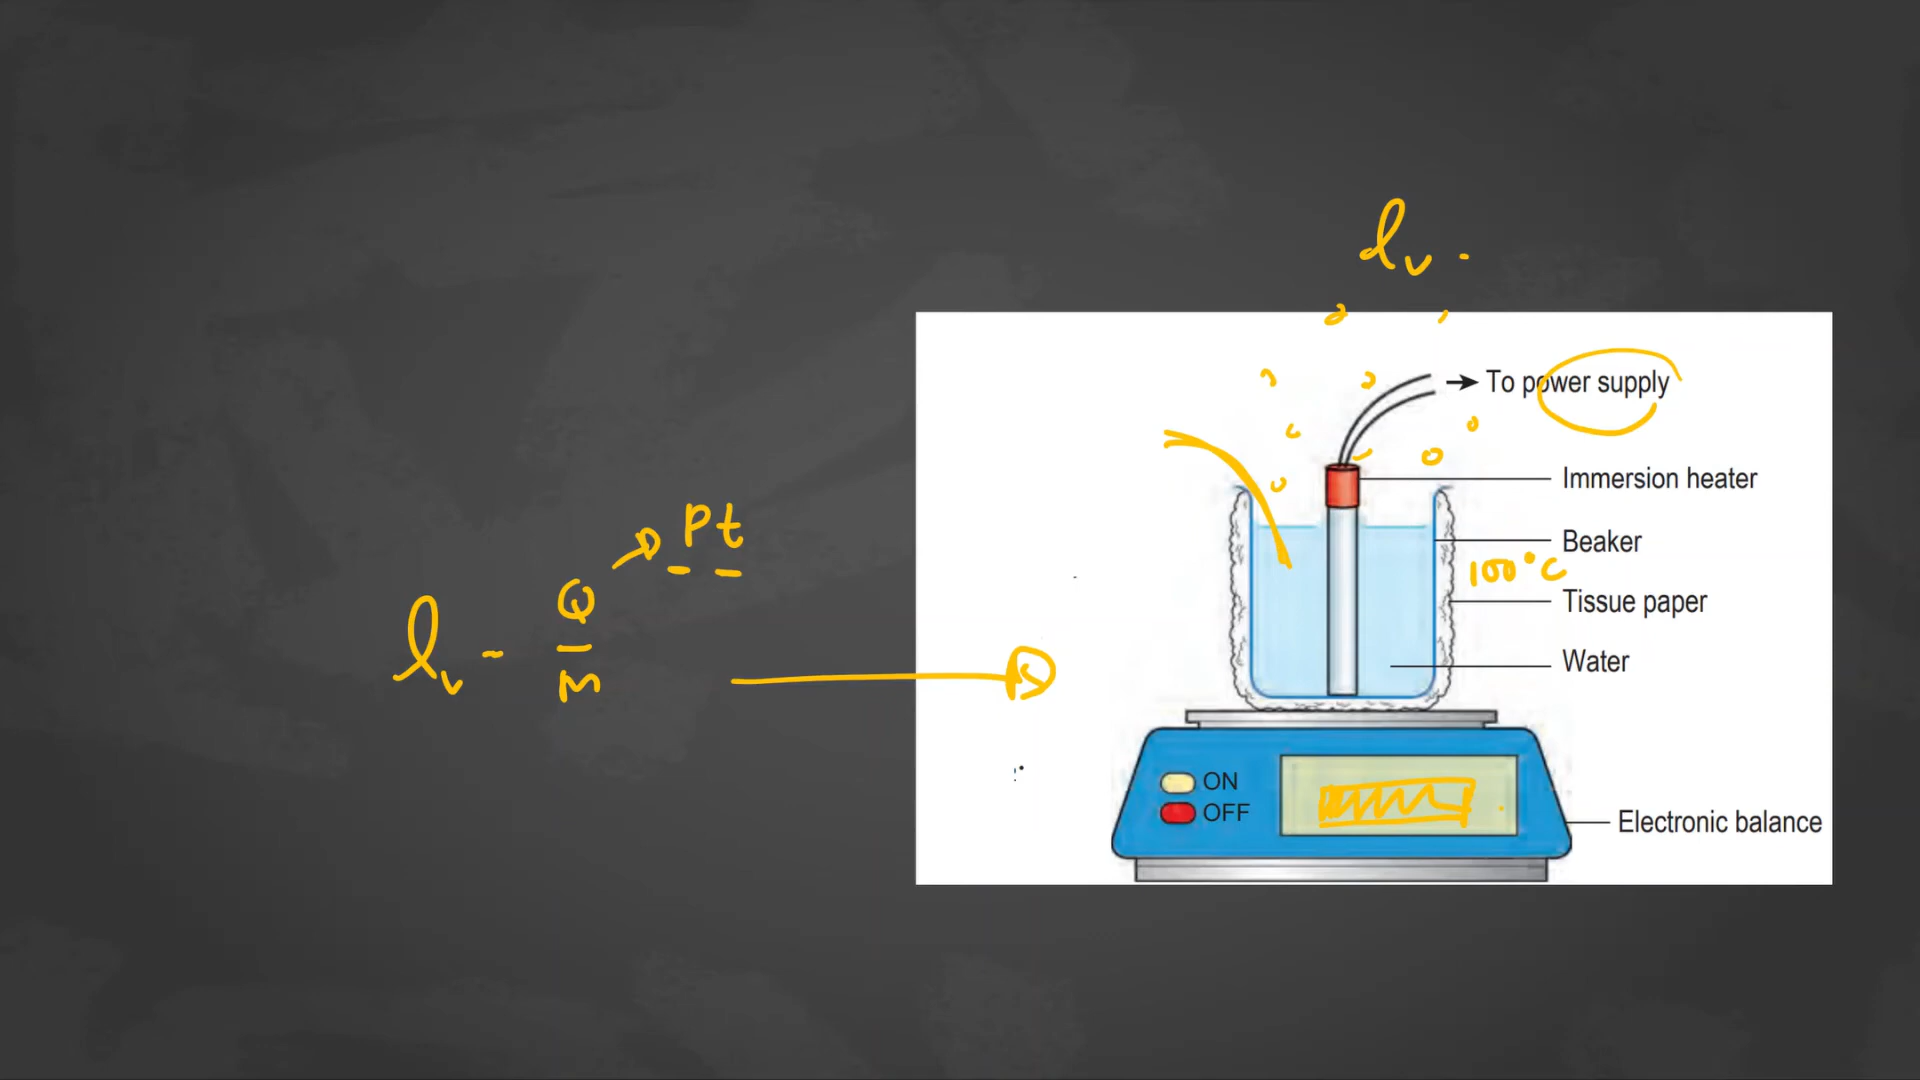 lv.
To power supply
Immersion heater
Beaker
100°C
Tissue paper
Water
Pt
lv - Q/m
ON
OFF
Electronic balance